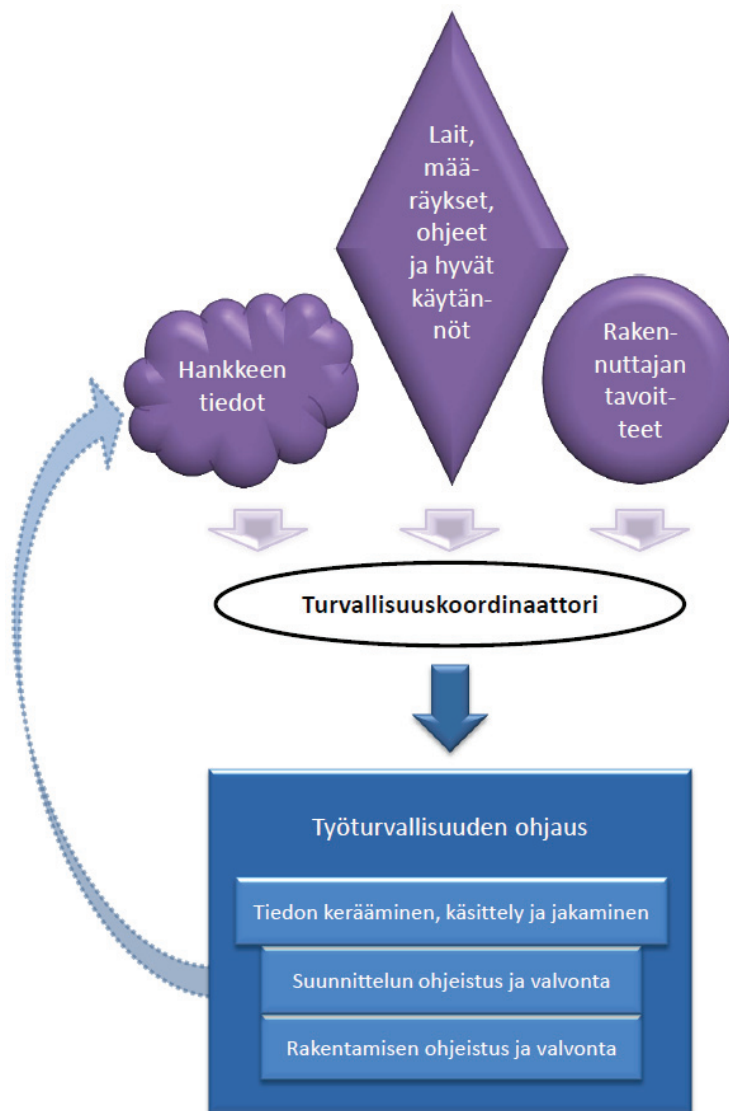 Lait,
mää-
räykset,
ohjeet
ja hyvät
käytän-
nöt
Hankkeen
tiedot
Raken-
nuttajan
tavoit-
teet
Turvallisuuskoordinaattori
Työturvallisuuden ohjaus
Tiedon kerääminen, käsittely ja jakaminen
Suunnittelun ohjeistus ja valvonta
Rakentamisen ohjeistus ja valvonta